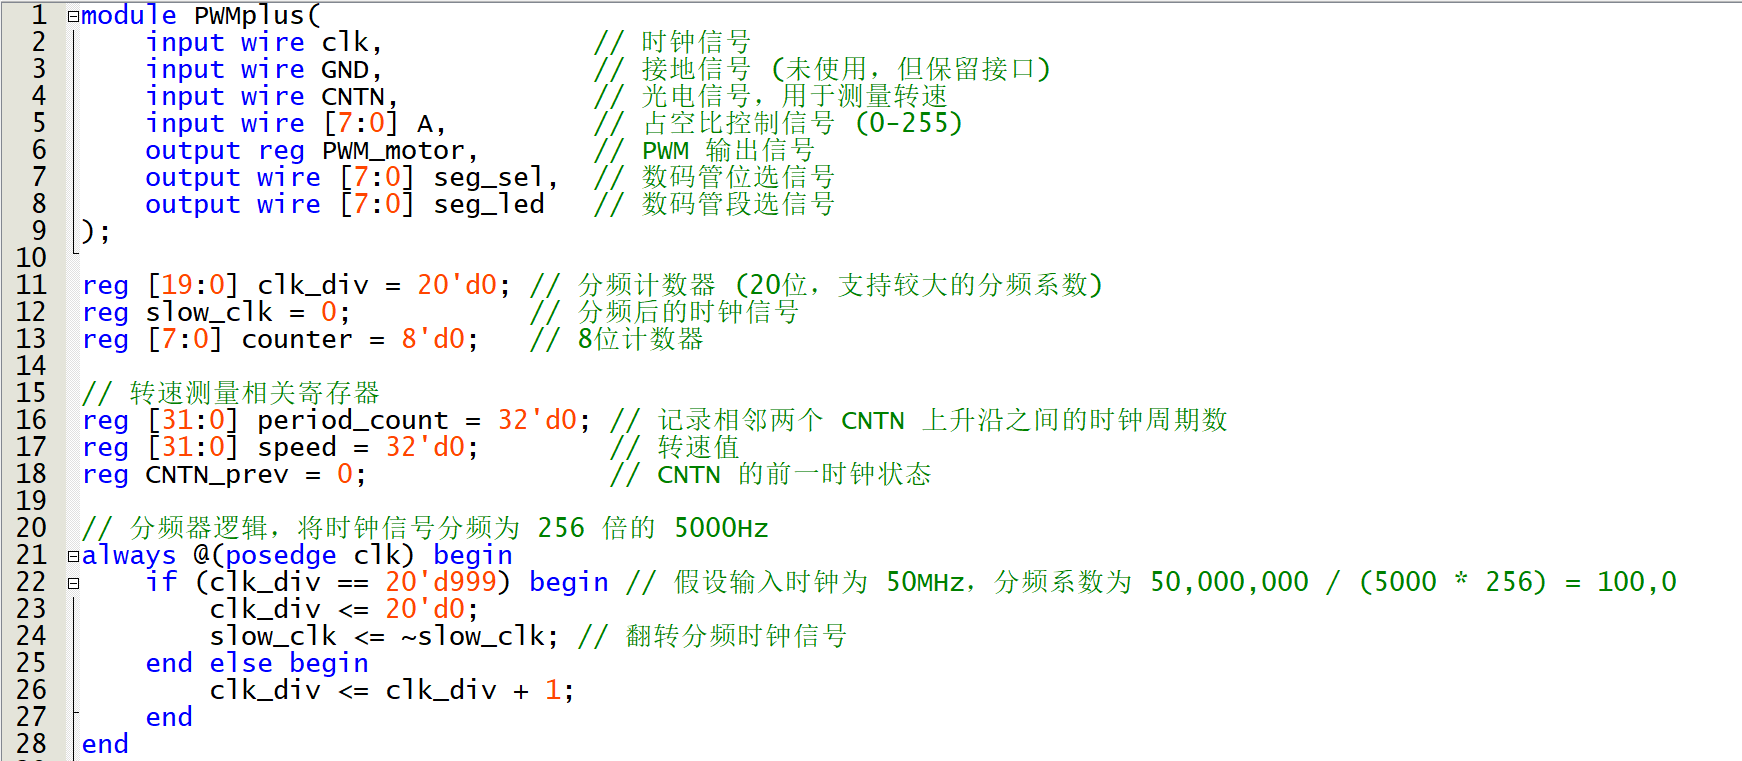 1 module PWMplus(
2 input wire clk, // 时钟信号
3 input wire GND, // 接地信号 (未使用，但保留接口)
4 input wire CNTN, // 光电信号，用于测量转速
5 input wire [7:0] A, // 占空比控制信号 (0-255)
6 output reg PWM_motor, // PWM 输出信号
7 output wire [7:0] seg_sel, // 数码管位选信号
8 output wire [7:0] seg_led // 数码管段选信号
9 );
10
11 reg [19:0] clk_div = 20'd0; // 分频计数器 (20位，支持较大的分频系数)
12 reg slow_clk = 0; // 分频后的时钟信号
13 reg [7:0] counter = 8'd0; // 8位计数器
14
15 // 转速测量相关寄存器
16 reg [31:0] period_count = 32'd0; // 记录相邻两个 CNTN 上升沿之间的时钟周期数
17 reg [31:0] speed = 32'd0; // 转速值
18 reg CNTN_prev = 0; // CNTN 的前一时钟状态
19
20 // 分频器逻辑，将时钟信号分频为 256 倍的 5000Hz
21 always @(posedge clk) begin
22 if (clk_div == 20'd999) begin // 假设输入时钟为 50MHz，分频系数为 50,000,000 / (5000 * 256) = 100,0
23 clk_div <= 20'd0;
24 slow_clk <= ~slow_clk; // 翻转分频时钟信号
25 end else begin
26 clk_div <= clk_div + 1;
27 end
28 end